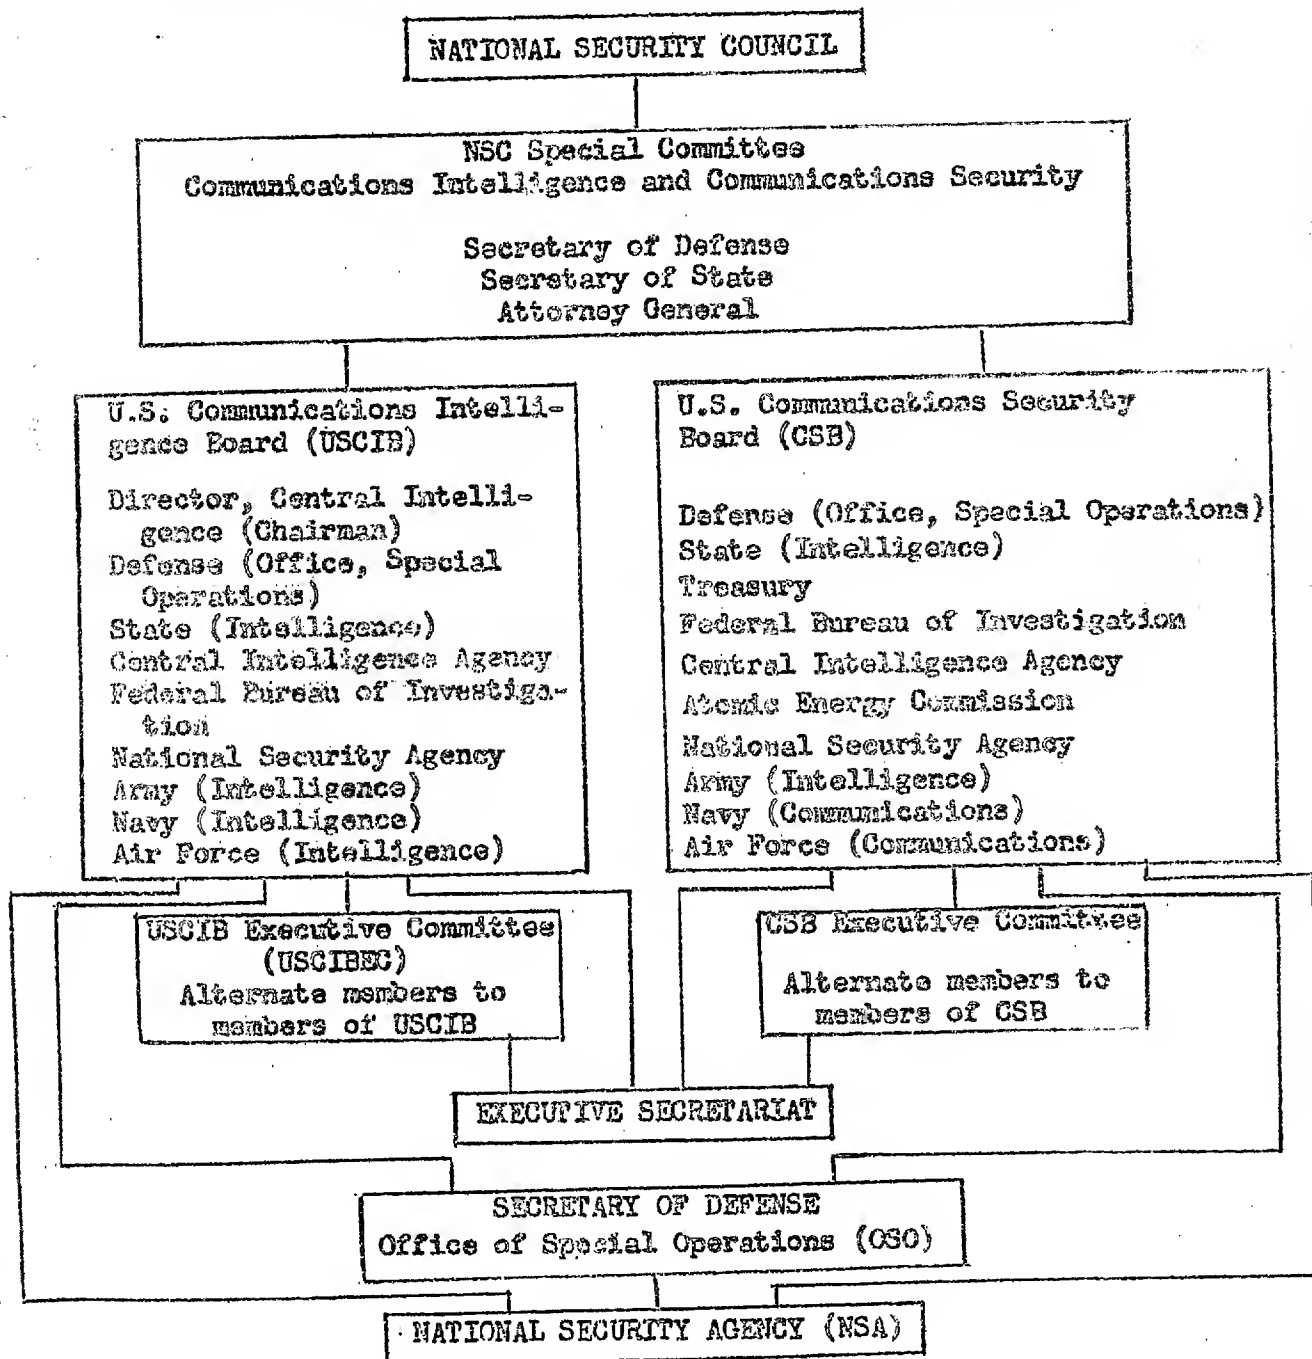 NATIONAL SECURITY COUNCIL
NSC Special Committee
Communications Intelligence and Communications Security
Secretary of Defense
Secretary of State
Attorney General
U.S. Communications Intelli-
gence Board (USCIB)
Director, Central Intelli-
gence (Chairman)
Defense (Office, Special
Operations)
State (Intelligence)
Central Intelligence Agency
Federal Bureau of Investiga-
tion
National Security Agency
Army (Intelligence)
Navy (Intelligence)
Air Force (Intelligence)
U.S. Communications Security
Board (CSB)
Defense (Office, Special Operations)
State (Intelligence)
Treasury
Federal Bureau of Investigation
Central Intelligence Agency
Atomic Energy Commission
National Security Agency
Army (Intelligence)
Navy (Communications)
Air Force (Communications)
USCIB Executive Committee
(USCIBEC)
Alternate members to
members of USCIB
CSB Executive Committee
Alternate members to
members of CSB
EXECUTIVE SECRETARIAT
SECRETARY OF DEFENSE
Office of Special Operations (OSO)
NATIONAL SECURITY AGENCY (NSA)